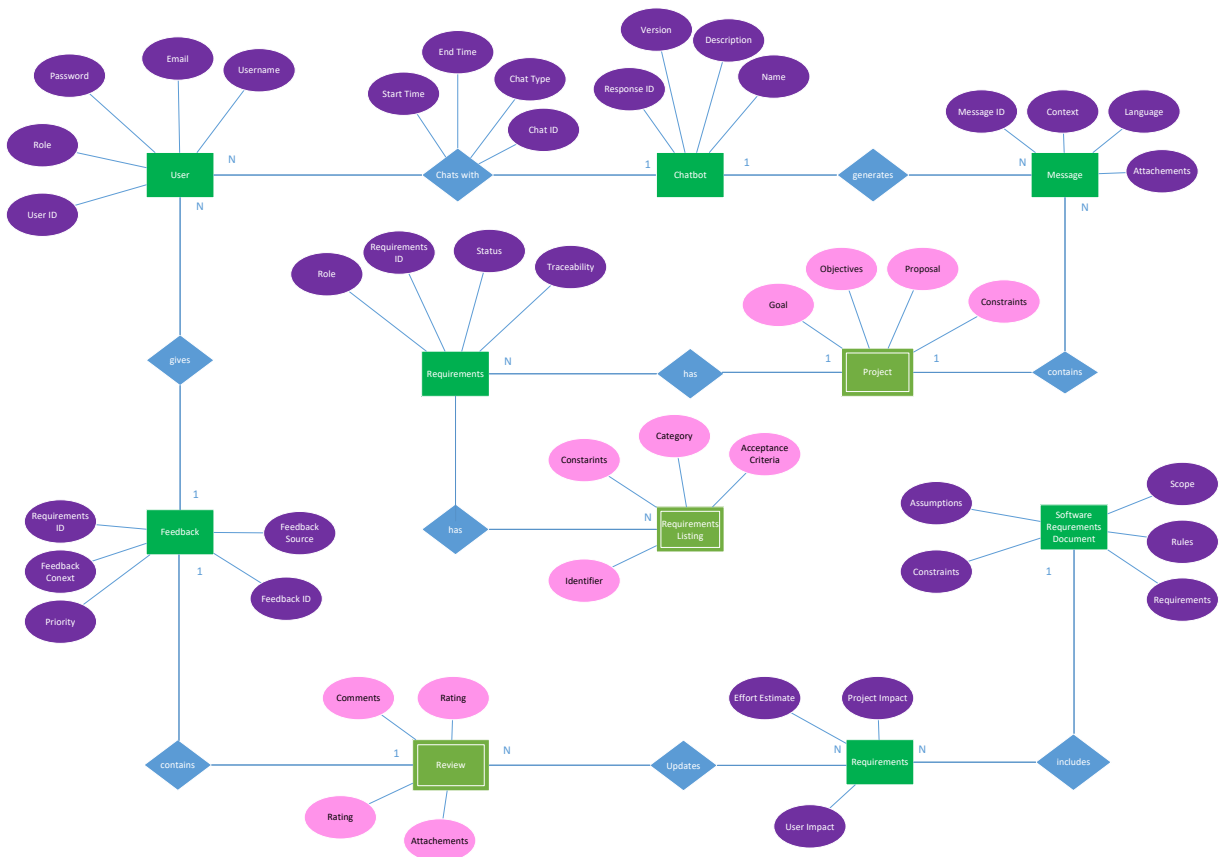 Version
Description
End Time
Email
Username
Password
Chat Type
Name
Start Time
Response ID
Message ID
Context
Language
Chat ID
Role
N
1
1
N
User
Chats with
Chatbot
generates
Message
Attachements
User ID
N
N
Requirements
ID
Status
Role
Traceability
Objectives
Proposal
Goal
Constraints
gives
N
1
1
Requirements
has
Project
contains
Category
Constarints
Acceptance
Criteria
1
Scope
Assumptions
Requirements
ID
Feedback
Feedback
Source
has
N
Requirements
Listing
Software
Requrements
Document
Rules
Feedback
Conext
1
Identifier
Constraints
1
Feedback ID
Requirements
Priority
Comments
Rating
Effort Estimate
Project Impact
1
N
N
N
contains
Review
Updates
Requirements
includes
Rating
User Impact
Attachements